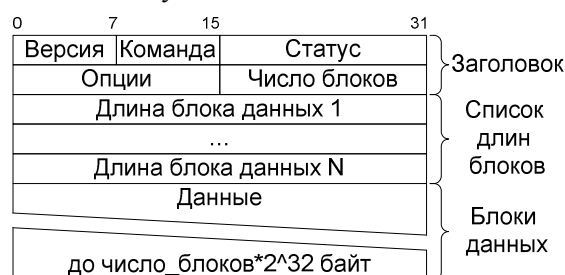 0 7 15 31
Версия Команда Статус
Опции Число блоков
Заголовок
Длина блока данных 1
...
Длина блока данных N
Список
длин
блоков
Данные
Блоки
данных
до число_блоков*2^32 байт